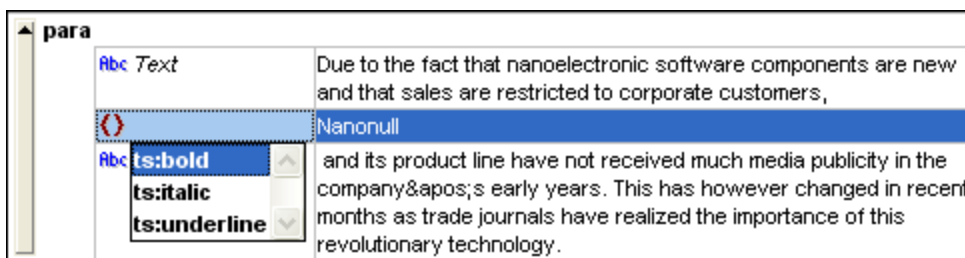 para
Abc Text Due to the fact that nanoelectronic software components are new
and that sales are restricted to corporate customers,
{} Nanonull
Abc ts:bold and its product line have not received much media publicity in the
ts:italic company&apos;s early years. This has however changed in recent
ts:underline months as trade journals have realized the importance of this
revolutionary technology.